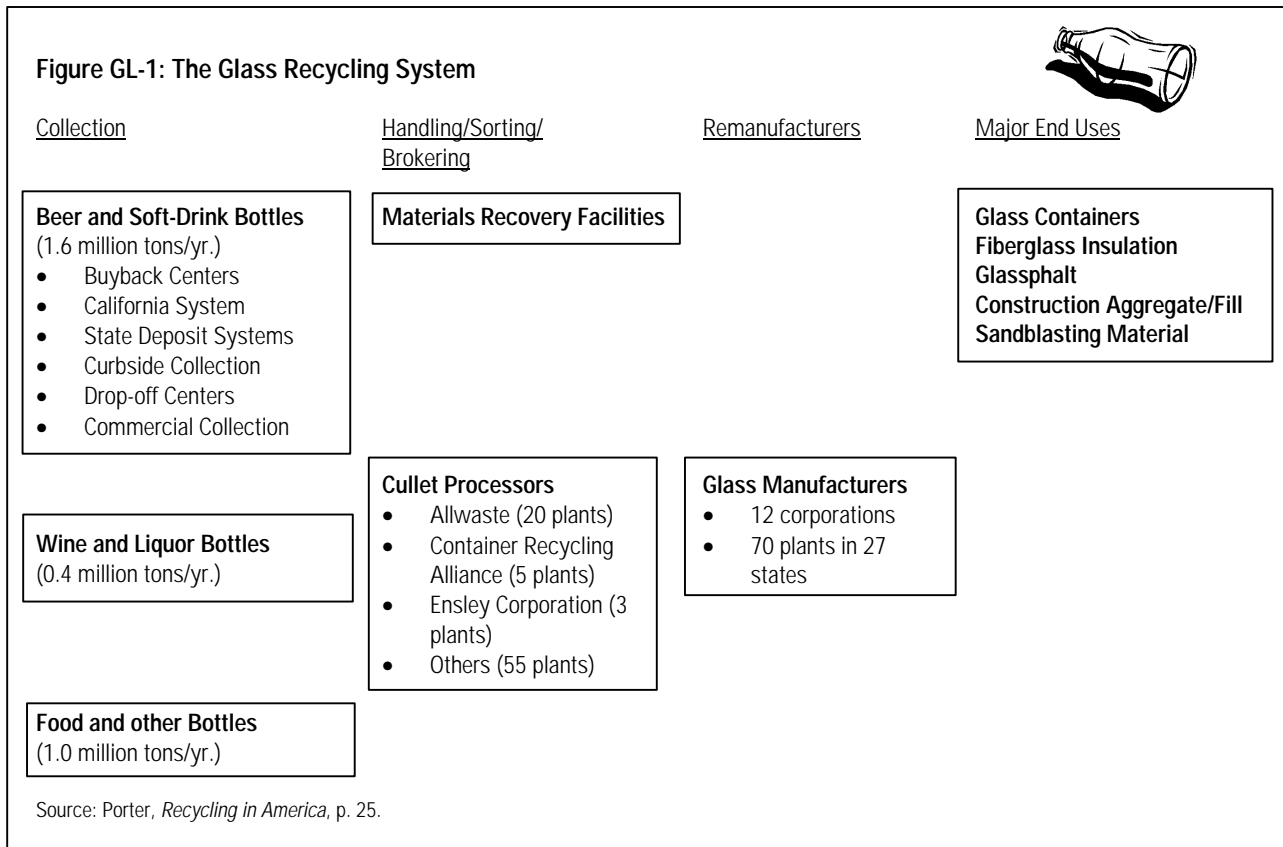 Figure GL-1: The Glass Recycling System
Collection
Handling/Sorting/
Brokering
Remanufacturers
Major End Uses
Beer and Soft-Drink Bottles
(1.6 million tons/yr.)
• Buyback Centers
• California System
• State Deposit Systems
• Curbside Collection
• Drop-off Centers
• Commercial Collection
Materials Recovery Facilities
Glass Containers
Fiberglass Insulation
Glassphalt
Construction Aggregate/Fill
Sandblasting Material
Wine and Liquor Bottles
(0.4 million tons/yr.)
Cullet Processors
• Allwaste (20 plants)
• Container Recycling
Alliance (5 plants)
• Ensley Corporation (3
plants)
• Others (55 plants)
Glass Manufacturers
• 12 corporations
• 70 plants in 27
states
Food and other Bottles
(1.0 million tons/yr.)
Source: Porter, Recycling in America, p. 25.